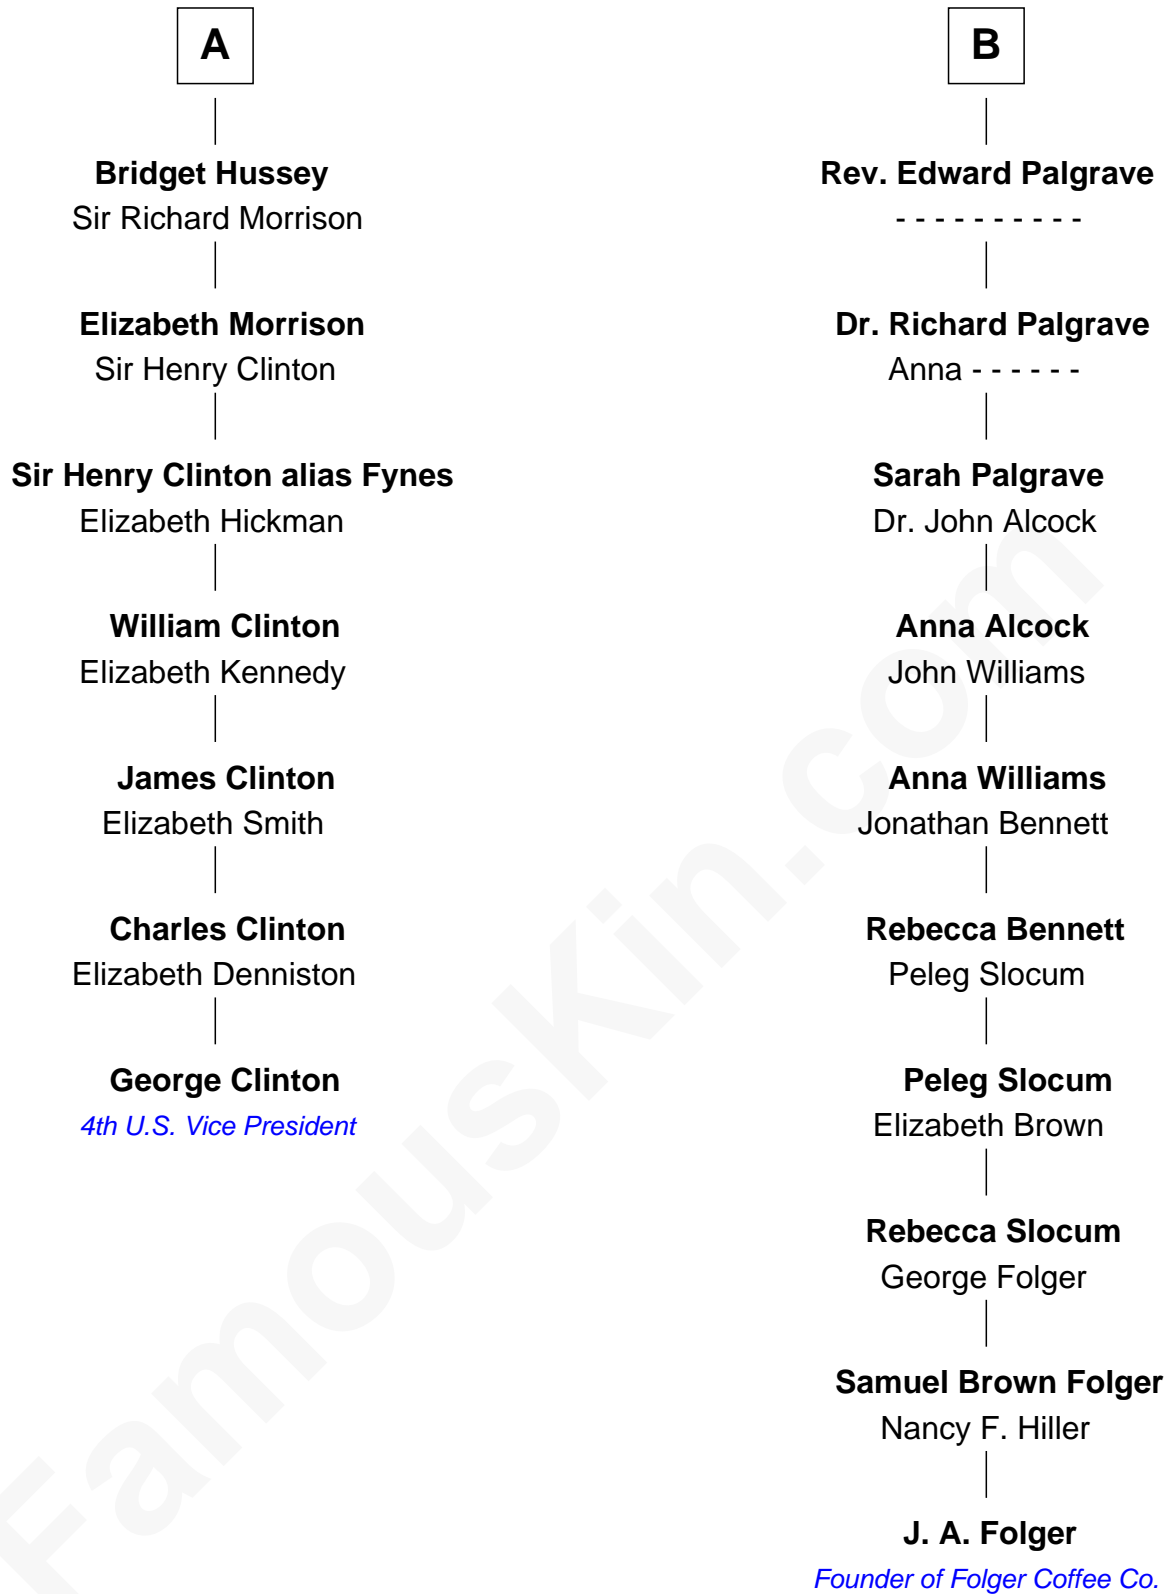 A
Bridget Hussey
Sir Richard Morrison
Elizabeth Morrison
Sir Henry Clinton
Sir Henry Clinton alias Fynes
Elizabeth Hickman
William Clinton
Elizabeth Kennedy
James Clinton
Elizabeth Smith
Charles Clinton
Elizabeth Denniston
George Clinton
4th U.S. Vice President
B
Rev. Edward Palgrave
- - - - - - - - - -
Dr. Richard Palgrave
Anna - - - - - -
Sarah Palgrave
Dr. John Alcock
Anna Alcock
John Williams
Anna Williams
Jonathan Bennett
Rebecca Bennett
Peleg Slocum
Peleg Slocum
Elizabeth Brown
Rebecca Slocum
George Folger
Samuel Brown Folger
Nancy F. Hiller
J. A. Folger
Founder of Folger Coffee Co.
FamousKin.com